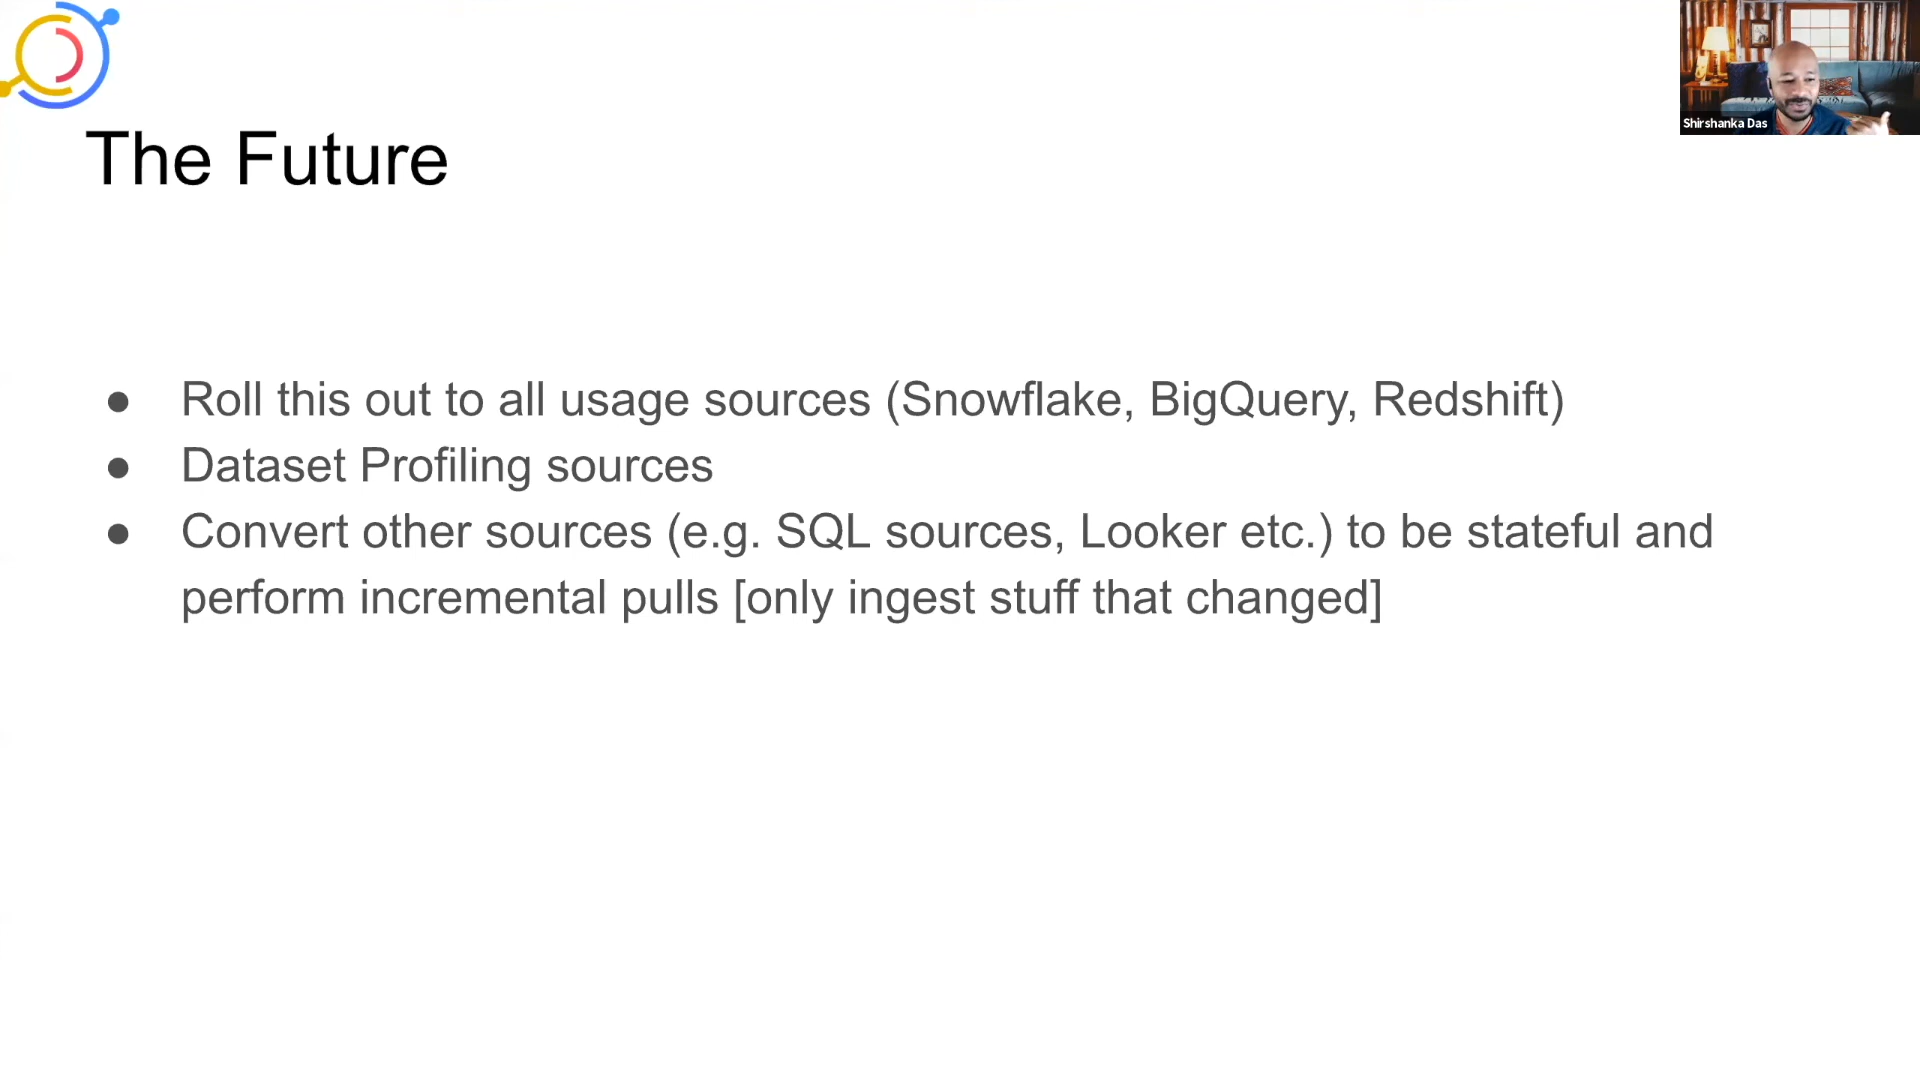 Shirshanka Das
The Future
● Roll this out to all usage sources (Snowflake, BigQuery, Redshift)
● Dataset Profiling sources
● Convert other sources (e.g. SQL sources, Looker etc.) to be stateful and
perform incremental pulls [only ingest stuff that changed]